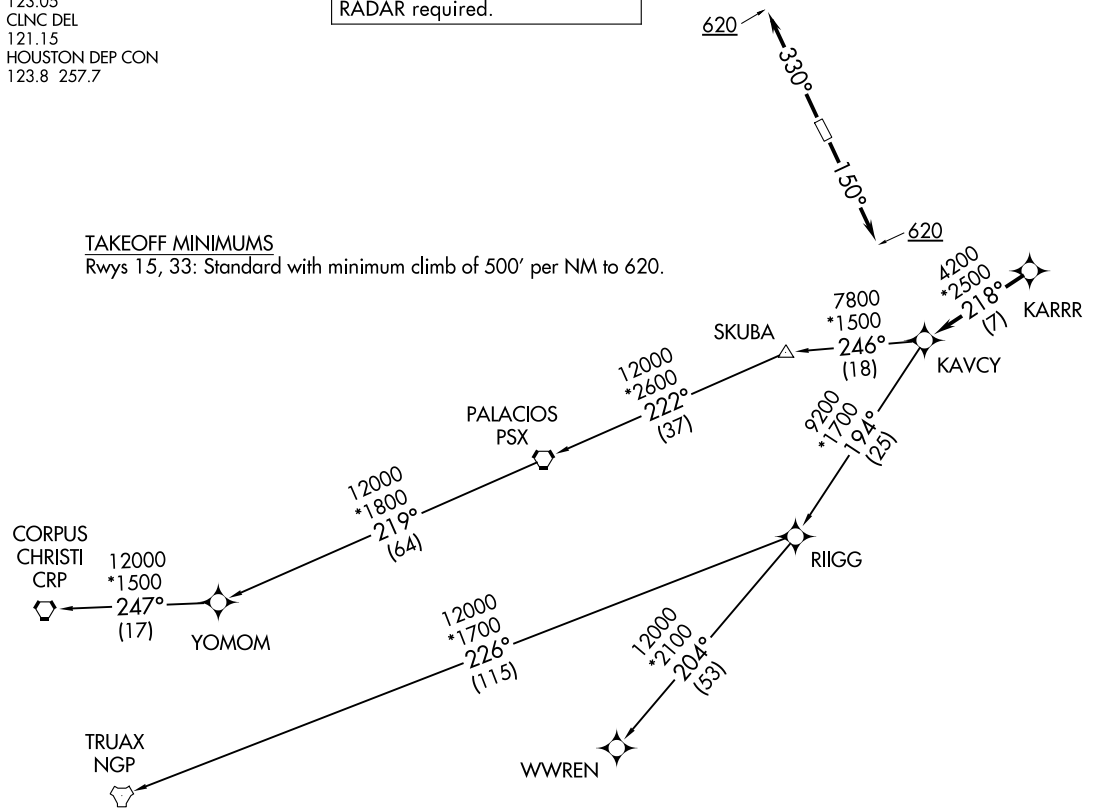 123.05
CLNC DEL
121.15
HOUSTON DEP CON
123.8 257.7
RADAR required.
620
330°
150°
620
TAKEOFF MINIMUMS
Rwys 15, 33: Standard with minimum climb of 500' per NM to 620.
4200
*2500
218°
(7)
KARRR
KAVCY
7800
*1500
246°
(18)
SKUBA
12000
*2600
222°
(37)
PALACIOS
PSX
9200
*1700
194°
(25)
RIIGG
12000
*1800
219°
(64)
YOMOM
CORPUS
CHRISTI
CRP
12000
*1500
247°
(17)
12000
*1700
226°
(115)
TRUAX
NGP
12000
*2100
204°
(53)
WWREN